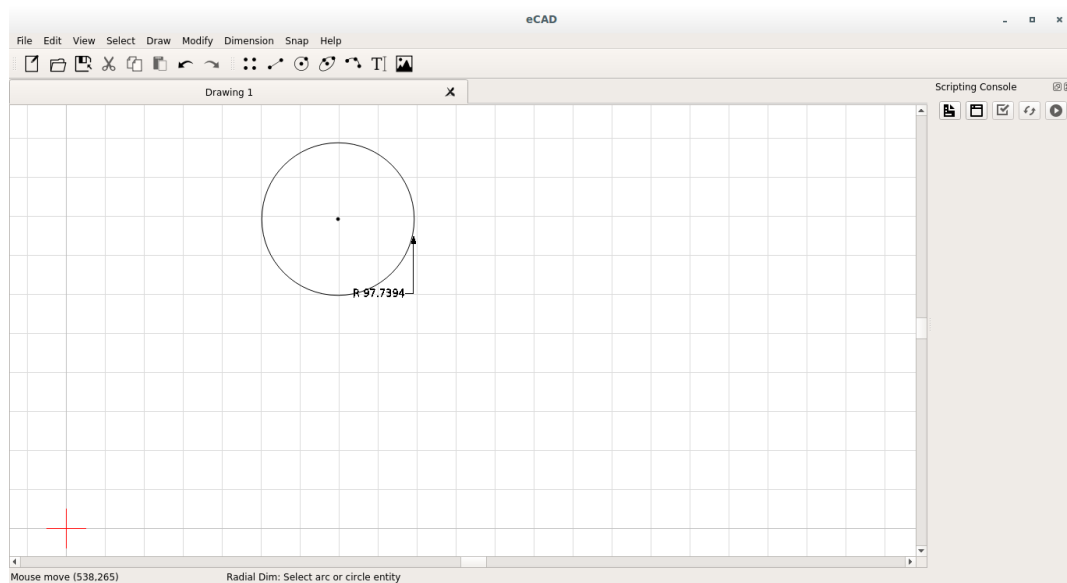 eCAD
File Edit View Select Draw Modify Dimension Snap Help
T
Drawing 1
Scripting Console
R 97.7394
Mouse move (538,265) Radial Dim: Select arc or circle entity